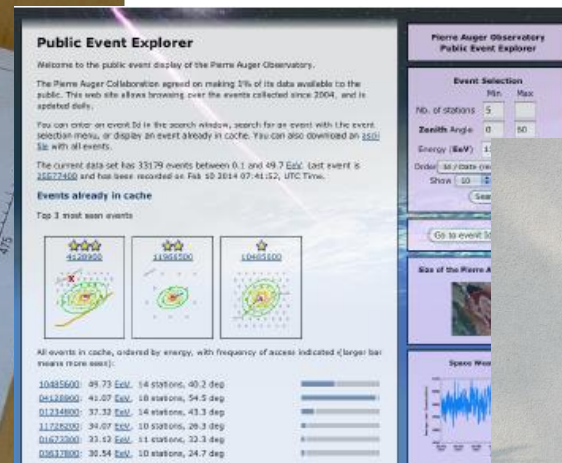 Public Event Explorer
Welcome to the public event display of the Pierre Auger Observatory.
The Pierre Auger Collaboration agreed on making 1% of its data available to the
public. This web site allows browsing over the events collected since 2004, and is
updated daily.
You can enter an event Id in the search window, search for an event with the event
selection menu, or display an event already in cache. You can also download an ascii
file with all events.
The current data set has 33179 events between 0.1 and 49.7 EeV. Last event is
25577400 and has been recorded on Feb 10 2014 07:41:52, UTC Time.
Events already in cache
Top 3 most seen events
4128900
11966500
10485600
All events in cache, ordered by energy, with frequency of access indicated (larger bar
means more seen):
10485600: 49.73 EeV, 14 stations, 40.2 deg
04128900: 41.07 EeV, 18 stations, 54.5 deg
01234800: 37.32 EeV, 14 stations, 43.3 deg
11728200: 34.07 EeV, 10 stations, 26.3 deg
01673300: 33.13 EeV, 11 stations, 32.3 deg
03637800: 30.54 EeV, 10 stations, 24.7 deg
Pierre Auger Observatory
Public Event Explorer
Event Selection
Min Max
Nb. of stations 5
Zenith Angle 0 60
Energy (EeV)
Order Id / Date
Show 10
Go to event Id
Size of the Pierre A
Space Wea
475